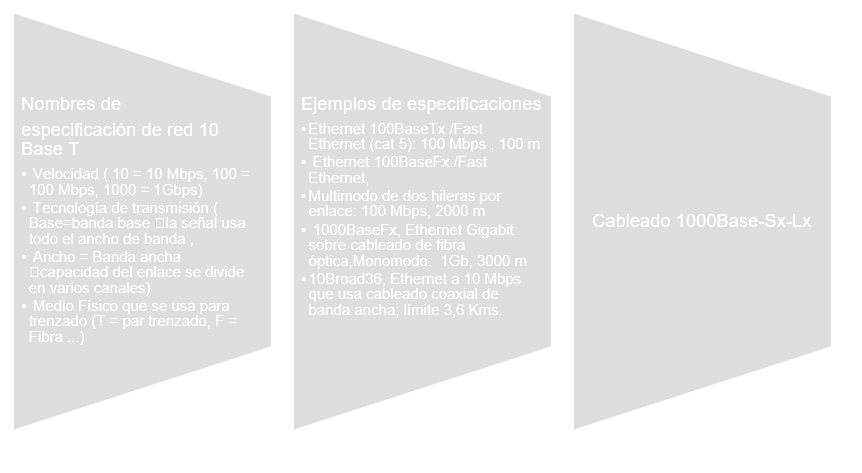 Nombres de
especificación de red 10
Base T
• Velocidad ( 10 = 10 Mbps, 100 =
100 Mbps, 1000 = 1Gbps)
• Tecnología de transmisión (
Base=banda base □la señal usa
todo el ancho de banda ,
• Ancho = Banda ancha
□capacidad del enlace se divide
en varios canales)
• Medio Físico que se usa para
trenzado (T = par trenzado, F =
Fibra ...)
Ejemplos de especificaciones
•Ethernet 100BaseTx /Fast
Ethernet (cat 5): 100 Mbps , 100 m
• Ethernet 100BaseFx /Fast
Ethernet,
•Multimodo de dos hileras por
enlace: 100 Mbps, 2000 m
• 1000BaseFx, Ethernet Gigabit
sobre cableado de fibra
óptica,Monomodo: 1Gb, 3000 m
•10Broad36, Ethernet a 10 Mbps
que usa cableado coaxial de
banda ancha; límite 3,6 Kms.
Cableado 1000Base-Sx-Lx